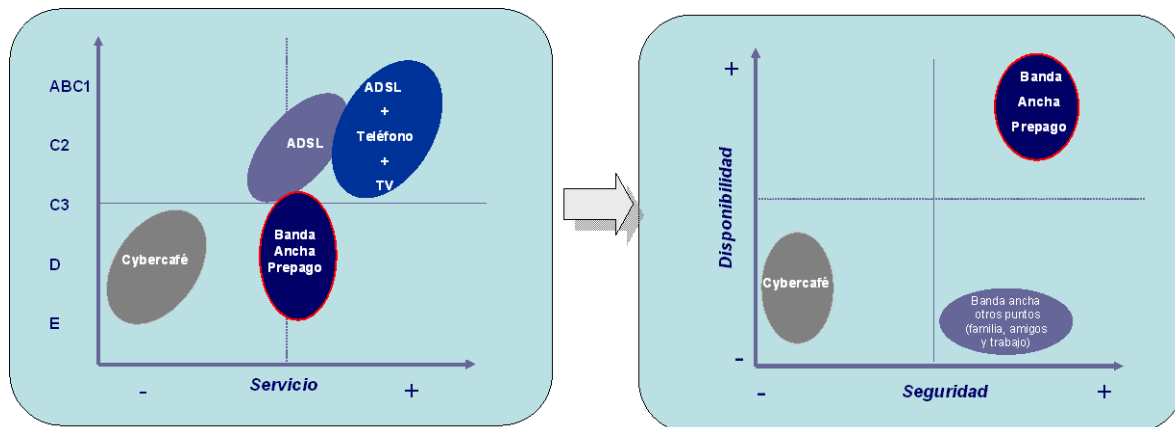 ABC1
C2
C3
D
E
ADSL
ADSL
+
Teléfono
+
TV
Cybercafé
Banda
Ancha
Prepago
-
Servicio
+
+
Disponibilidad
-
Banda
Ancha
Prepago
Cybercafé
Banda ancha
otros puntos
(familia, amigos
y trabajo)
-
Seguridad
+